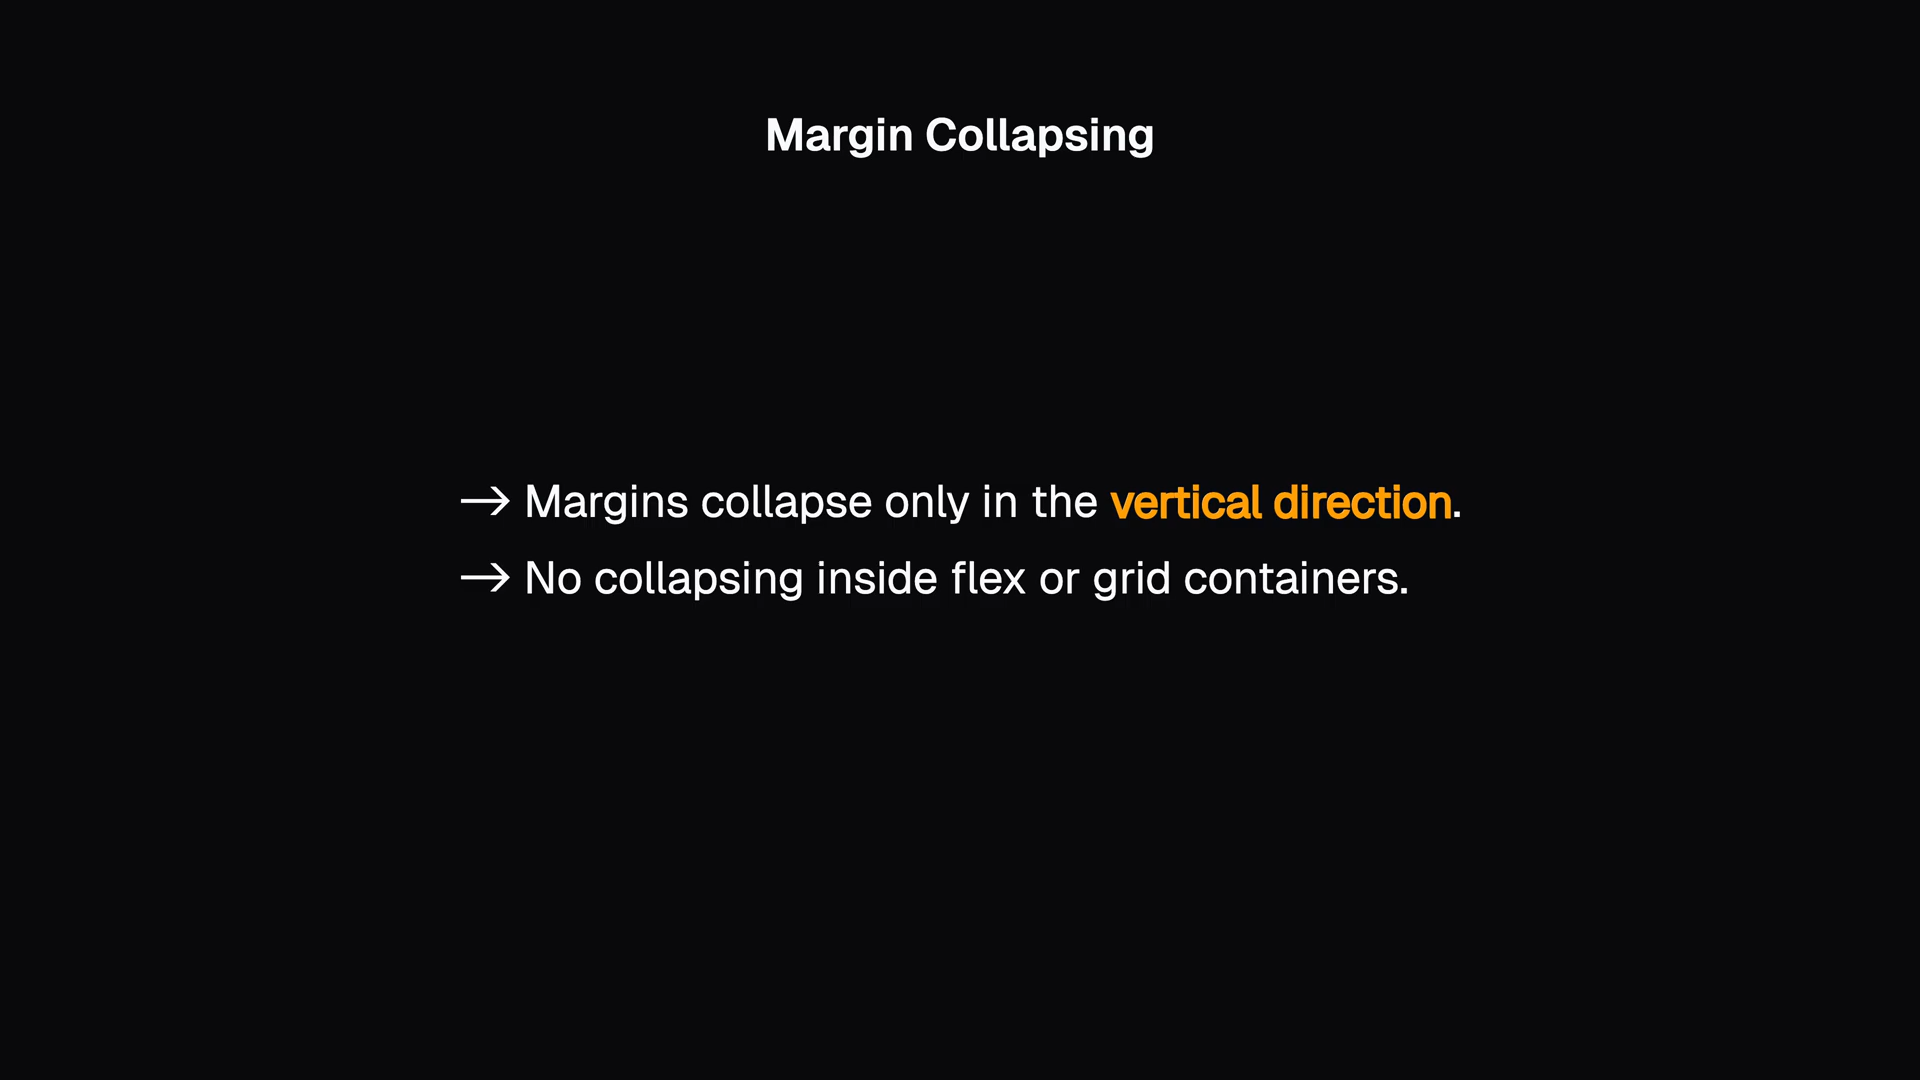 Margin Collapsing
→ Margins collapse only in the vertical direction.
→ No collapsing inside flex or grid containers.